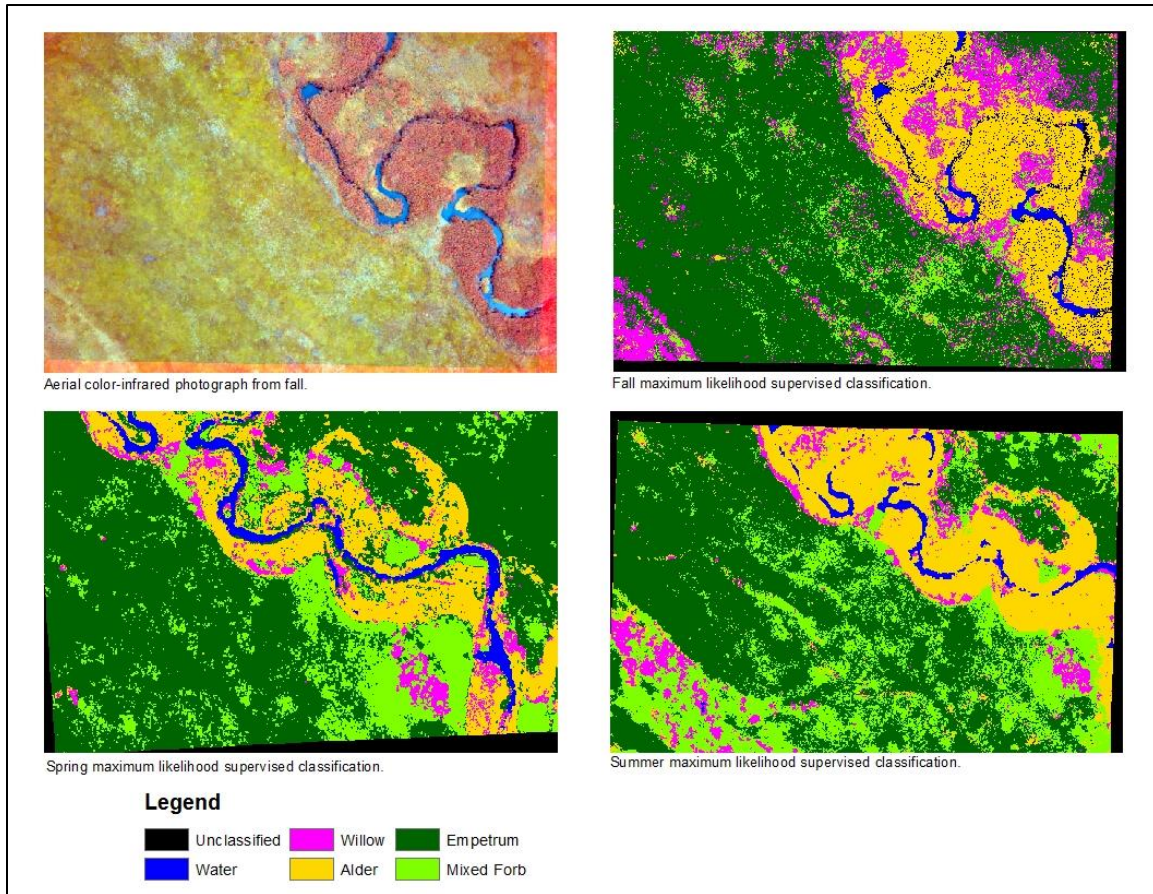 Aerial color-infrared photograph from fall.
Fall maximum likelihood supervised classification.
Spring maximum likelihood supervised classification.
Summer maximum likelihood supervised classification.
Legend
Unclassified Willow Empetrum
Water Alder Mixed Forb